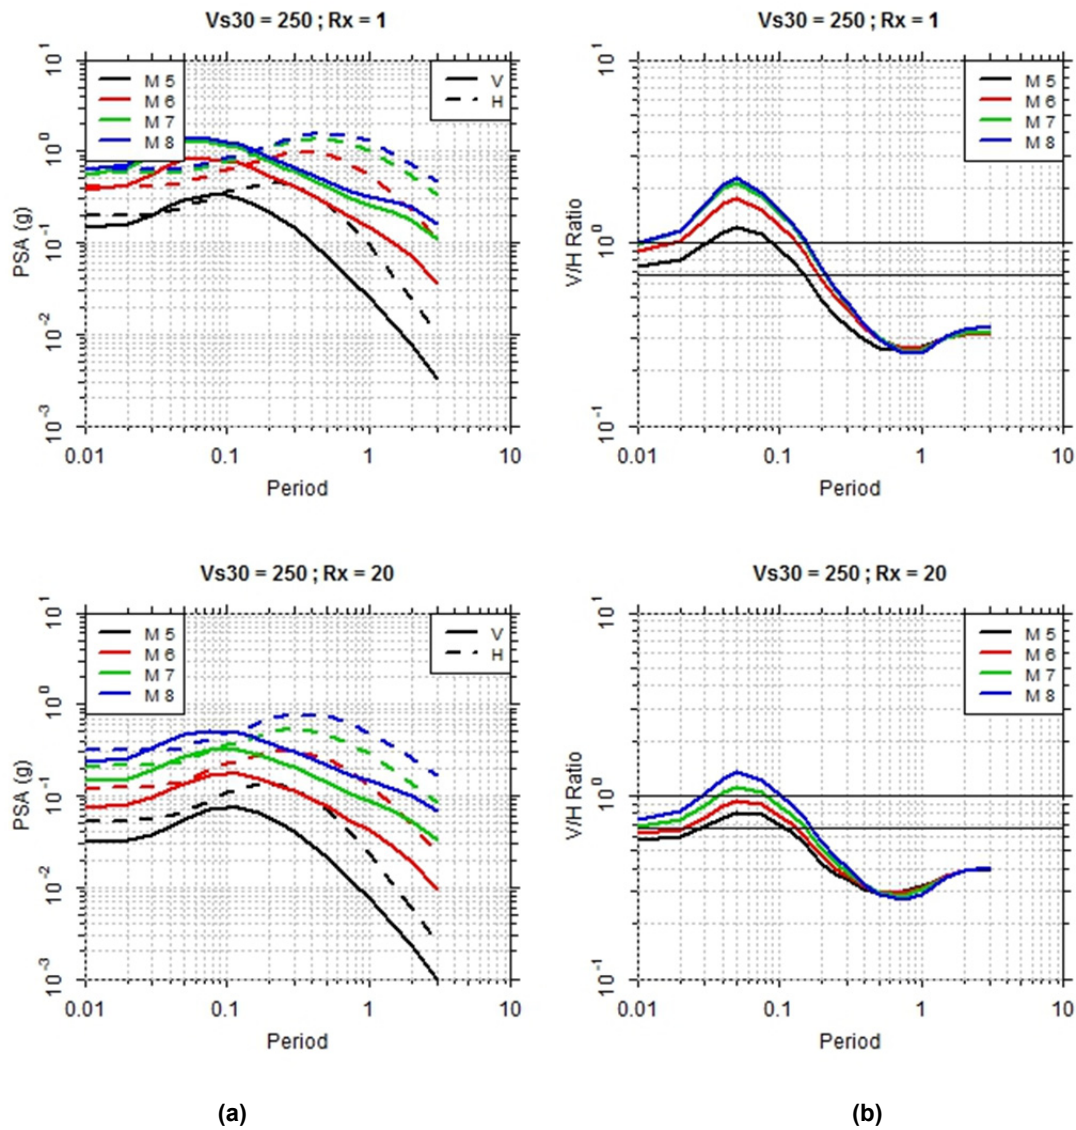 Vs30 = 250 ; Rx = 1
PSA (g)
10^1
10^0
10^-1
10^-2
10^-3
M 5
M 6
M 7
M 8
V
H
0.01 0.1 1 10
Period
Vs30 = 250 ; Rx = 1
V/H Ratio
10^1
10^0
10^-1
M 5
M 6
M 7
M 8
0.01 0.1 1 10
Period
Vs30 = 250 ; Rx = 20
PSA (g)
10^1
10^0
10^-1
10^-2
10^-3
M 5
M 6
M 7
M 8
V
H
0.01 0.1 1 10
Period
Vs30 = 250 ; Rx = 20
V/H Ratio
10^1
10^0
10^-1
M 5
M 6
M 7
M 8
0.01 0.1 1 10
Period
(a)
(b)